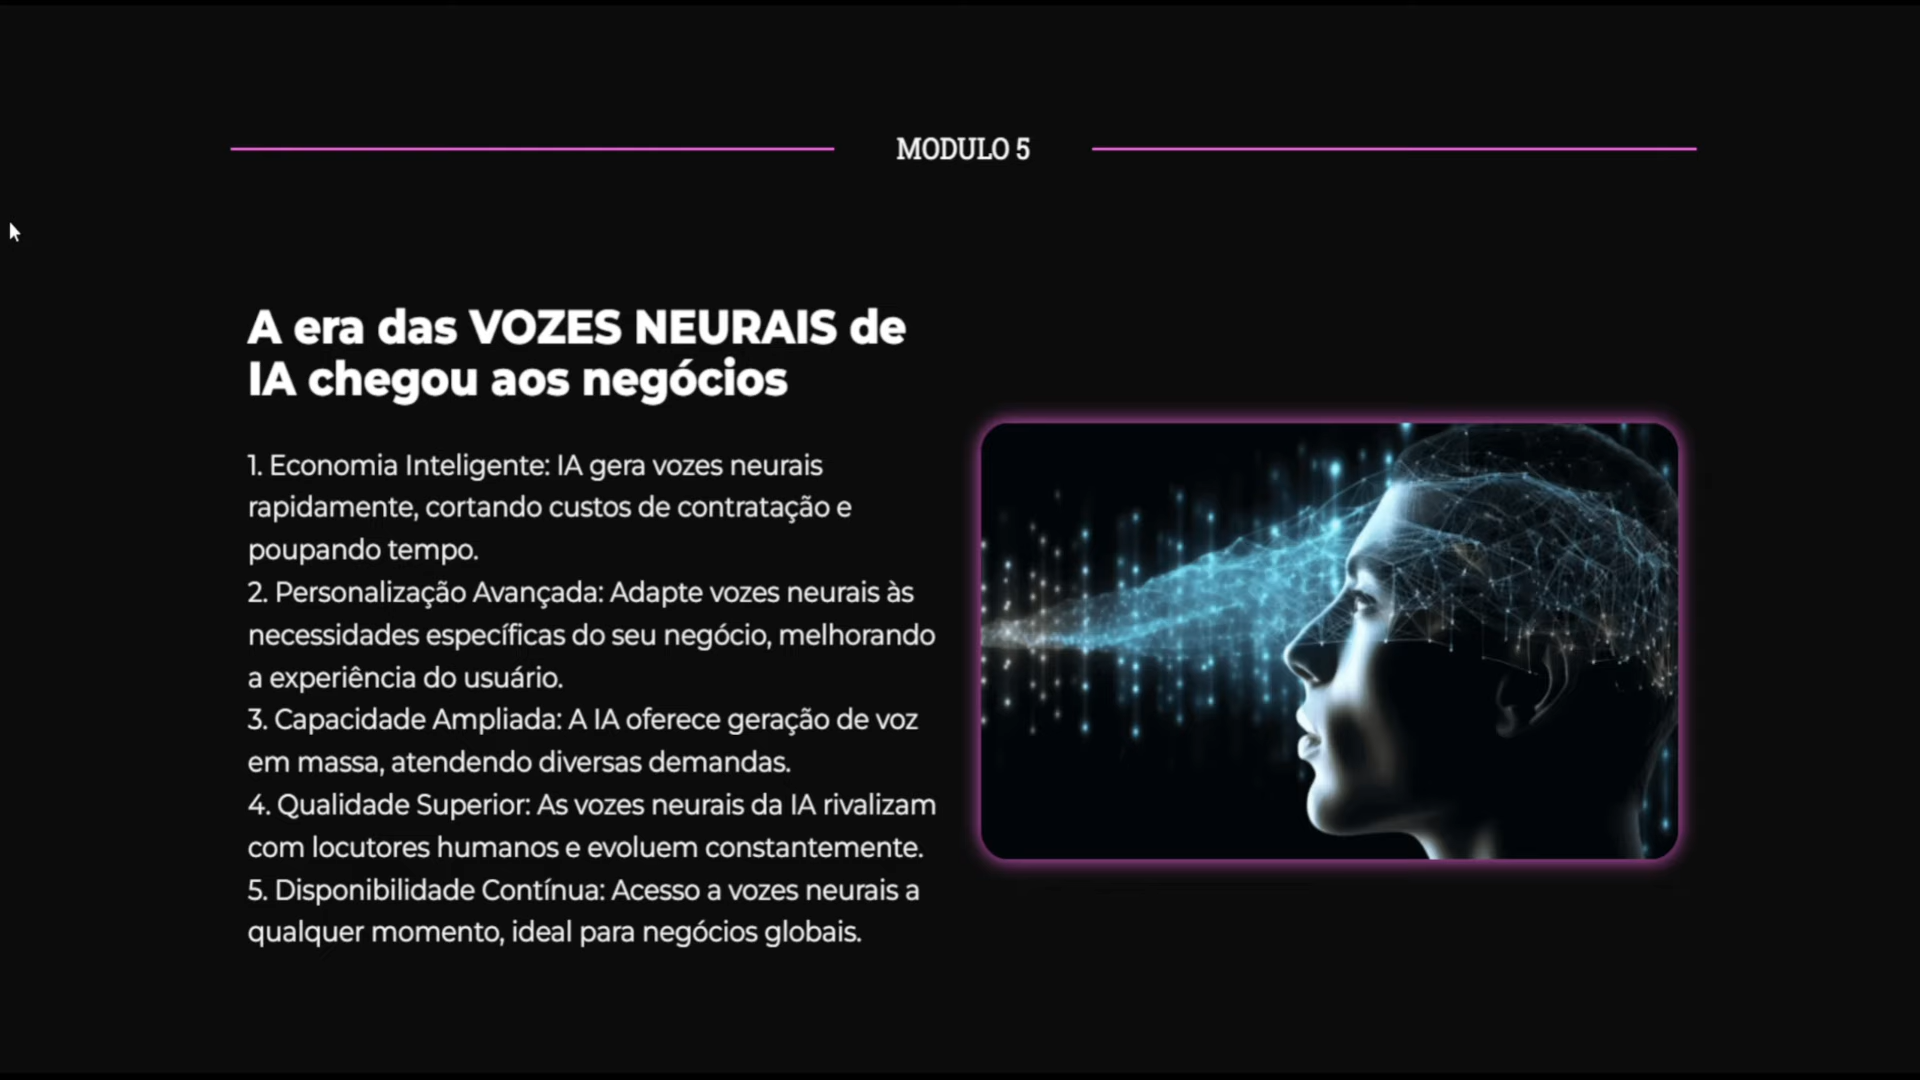 MODULO 5
A era das VOZES NEURAIS de
IA chegou aos negócios
1. Economia Inteligente: IA gera vozes neurais
rapidamente, cortando custos de contratação e
poupando tempo.
2. Personalização Avançada: Adapte vozes neurais às
necessidades específicas do seu negócio, melhorando
a experiência do usuário.
3. Capacidade Ampliada: A IA oferece geração de voz
em massa, atendendo diversas demandas.
4. Qualidade Superior: As vozes neurais da IA rivalizam
com locutores humanos e evoluem constantemente.
5. Disponibilidade Contínua: Acesso a vozes neurais a
qualquer momento, ideal para negócios globais.